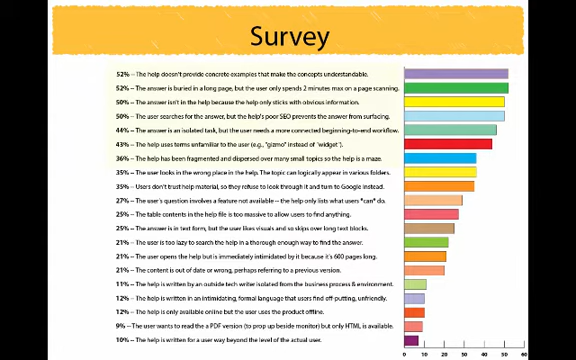 Survey
52% -- The help doesn't provide concrete examples that make the concepts understandable.
52% -- The answer is buried in a long page, but the user only spends 2 minutes max on a page scanning.
50% -- The answer isn't in the help because the help only sticks with obvious information.
50% -- The user searches for the answer, but the help's poor SEO prevents the answer from surfacing.
44% -- The answer is an isolated task, but the user needs a more connected beginning-to-end workflow.
43% -- The help uses terms unfamiliar to the user (e.g., "gizmo" instead of 'widget').
36% -- The help has been fragmented and dispersed over many small topics so the help is a maze.
35% -- The user looks in the wrong place in the help. The topic can logically appear in various folders.
35% -- Users don't trust help material, so they refuse to look through it and turn to Google instead.
27% -- The user's question involves a feature not available -- the help only lists what users *can* do.
25% -- The table contents in the help file is too massive to allow users to find anything.
25% -- The answer is in text form, but the user likes visuals and so skips over long text blocks.
21% -- The user is too lazy to search the help in a thorough enough way to find the answer.
21% -- The user opens the help but is immediately intimidated by it because it's 600 pages long.
21% -- The content is out of date or wrong, perhaps referring to a previous version.
11% -- The help is written by an outside tech writer isolated from the business process & environment.
12% -- The help is written in an intimidating, formal language that users find off-putting, unfriendly.
12% -- The help is only available online but the user uses the product offline.
9% -- The user wants to read the a PDF version (to prop up beside monitor) but only HTML is available.
10% -- The help is written for a user way beyond the level of the actual user.
0 10 20 30 40 50 60